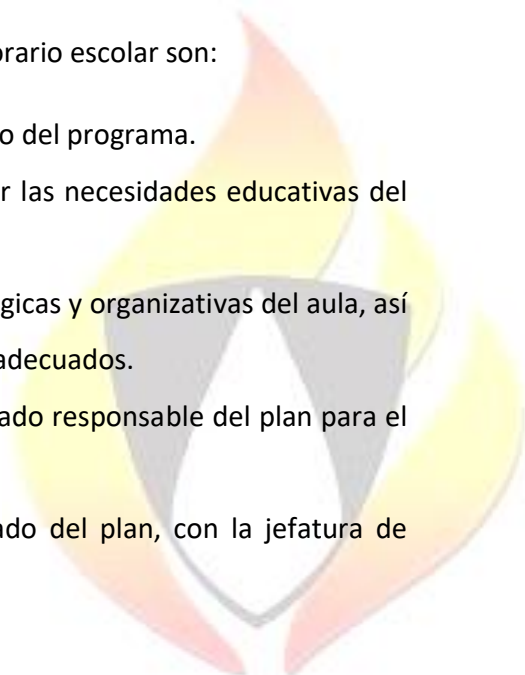 orario escolar son:
o del programa.
r las necesidades educativas del
gicas y organizativas del aula, así
adecuados.
ado responsable del plan para el
ado del plan, con la jefatura de